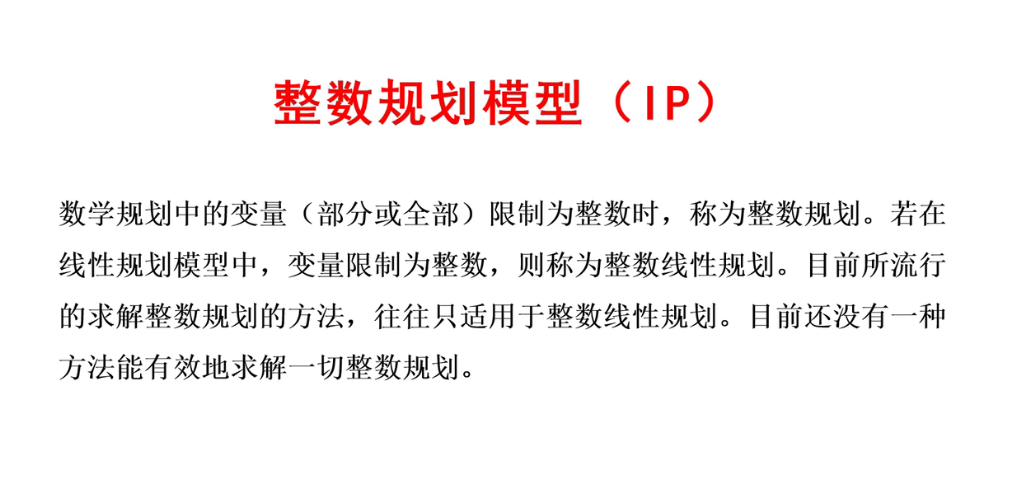 整数规划模型（IP）
数学规划中的变量（部分或全部）限制为整数时，称为整数规划。若在
线性规划模型中，变量限制为整数，则称为整数线性规划。目前所流行
的求解整数规划的方法，往往只适用于整数线性规划。目前还没有一种
方法能有效地求解一切整数规划。